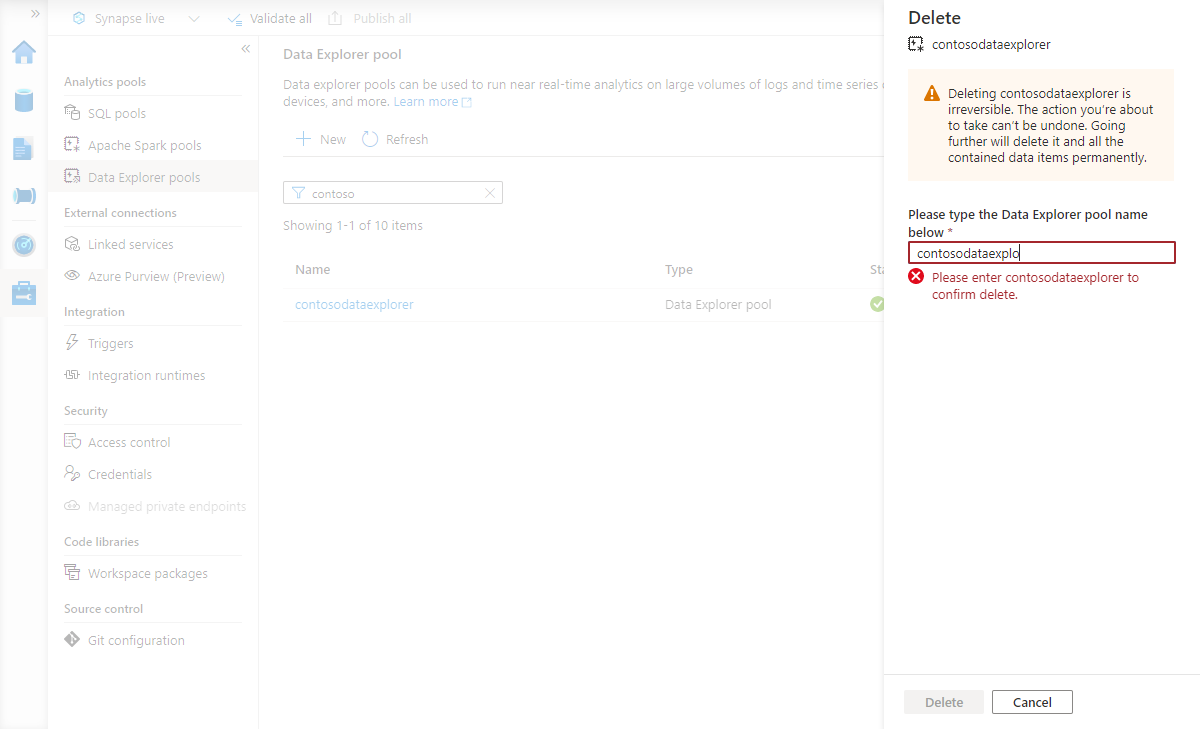 »
Synapse live
Validate all
Publish all
«
Analytics pools
SQL pools
Apache Spark pools
Data Explorer pools
External connections
Linked services
Azure Purview (Preview)
Integration
Triggers
Integration runtimes
Security
Access control
Credentials
Managed private endpoints
Code libraries
Workspace packages
Source control
Git configuration
Data Explorer pool
Data explorer pools can be used to run near real-time analytics on large volumes of logs and time series
devices, and more. Learn more
New
Refresh
contoso
Showing 1-1 of 10 items
Name Type Sta
contosodataexplorer Data Explorer pool
Delete
contosodataexplorer
Deleting contosodataexplorer is
irreversible. The action you're about
to take can't be undone. Going
further will delete it and all the
contained data items permanently.
Please type the Data Explorer pool name
below *
contosodataexplo
Please enter contosodataexplorer to
confirm delete.
Delete
Cancel